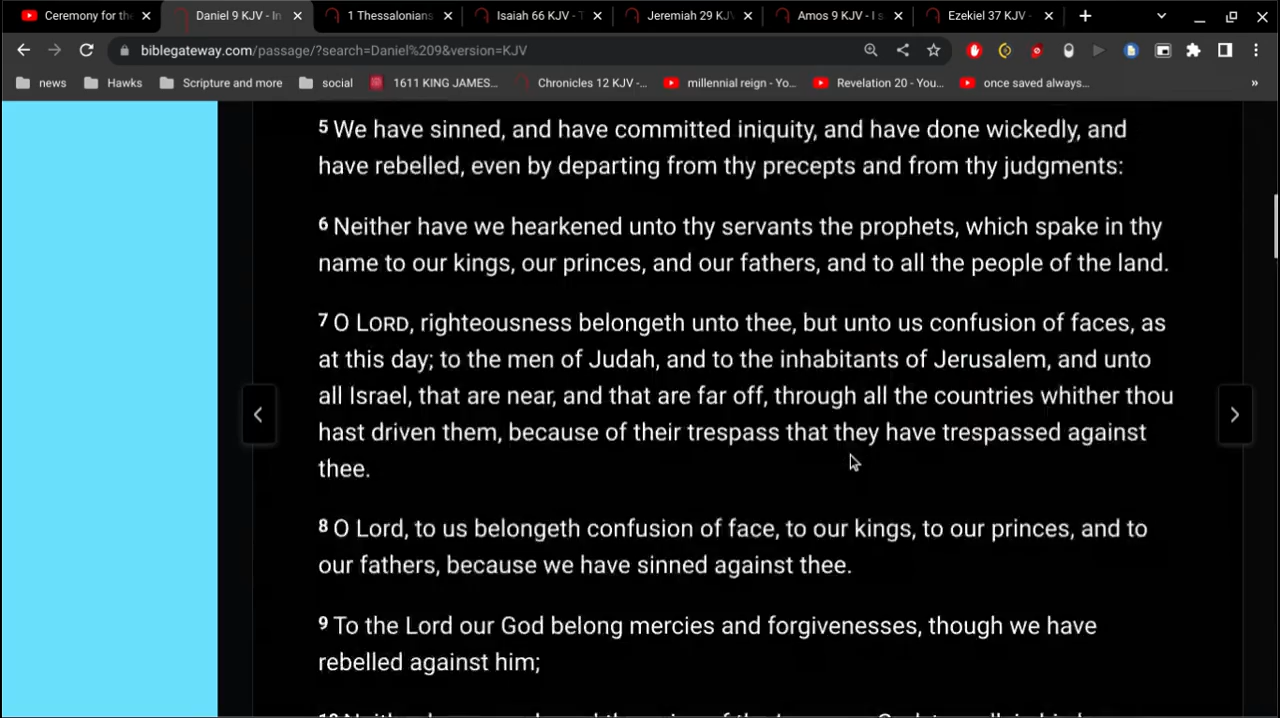 Ceremony for the
Daniel 9 KJV - In
1 Thessalonians
Isaiah 66 KJV - T
Jeremiah 29 KJV
Amos 9 KJV - I s
Ezekiel 37 KJV -
biblegateway.com/passage/?search=Daniel%209&version=KJV
news
Hawks
Scripture and more
social
1611 KING JAMES...
Chronicles 12 KJV -...
millennial reign - Yo...
Revelation 20 - You...
once saved always...
»
5 We have sinned, and have committed iniquity, and have done wickedly, and
have rebelled, even by departing from thy precepts and from thy judgments:
6 Neither have we hearkened unto thy servants the prophets, which spake in thy
name to our kings, our princes, and our fathers, and to all the people of the land.
7 O LORD, righteousness belongeth unto thee, but unto us confusion of faces, as
at this day; to the men of Judah, and to the inhabitants of Jerusalem, and unto
all Israel, that are near, and that are far off, through all the countries whither thou
hast driven them, because of their trespass that they have trespassed against
thee.
8 O Lord, to us belongeth confusion of face, to our kings, to our princes, and to
our fathers, because we have sinned against thee.
9 To the Lord our God belong mercies and forgivenesses, though we have
rebelled against him;